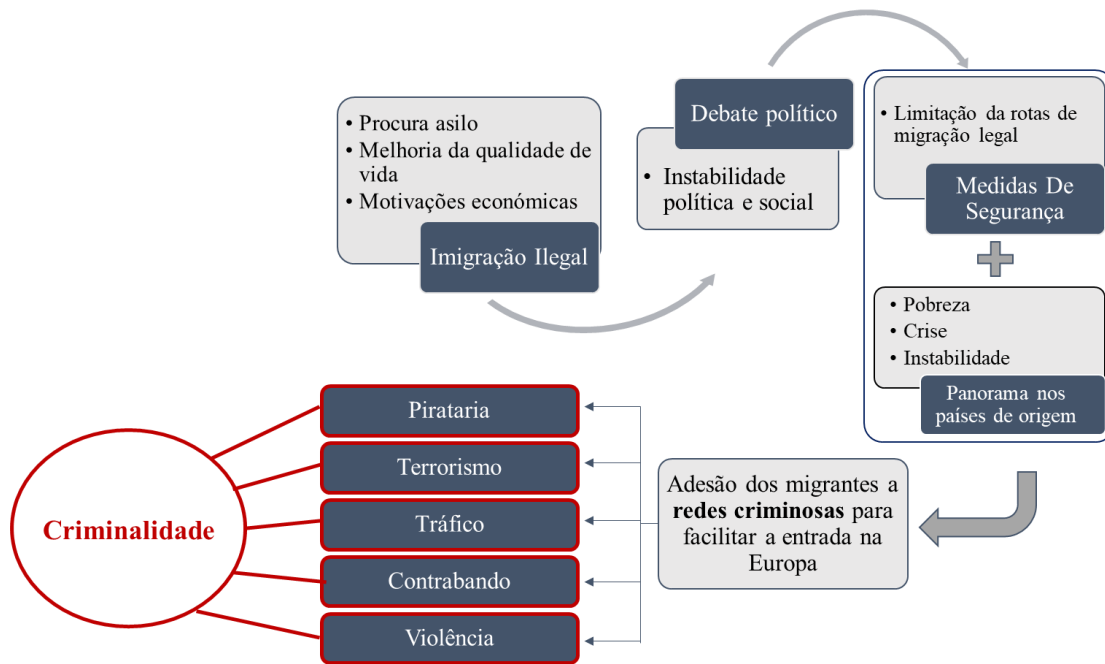 • Procura asilo
• Melhoria da qualidade de
vida
• Motivações económicas
Imigração Ilegal
Debate político
• Instabilidade
política e social
• Limitação da rotas de
migração legal
Medidas De
Segurança
• Pobreza
• Crise
• Instabilidade
Panorama nos
países de origem
Adesão dos migrantes a
redes criminosas para
facilitar a entrada na
Europa
Pirataria
Terrorismo
Tráfico
Contrabando
Violência
Criminalidade